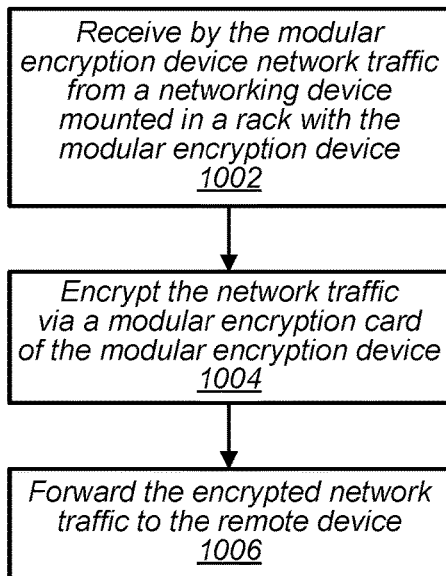 Receive by the modular
encryption device network traffic
from a networking device
mounted in a rack with the
modular encryption device
1002
Encrypt the network traffic
via a modular encryption card
of the modular encryption device
1004
Forward the encrypted network
traffic to the remote device
1006